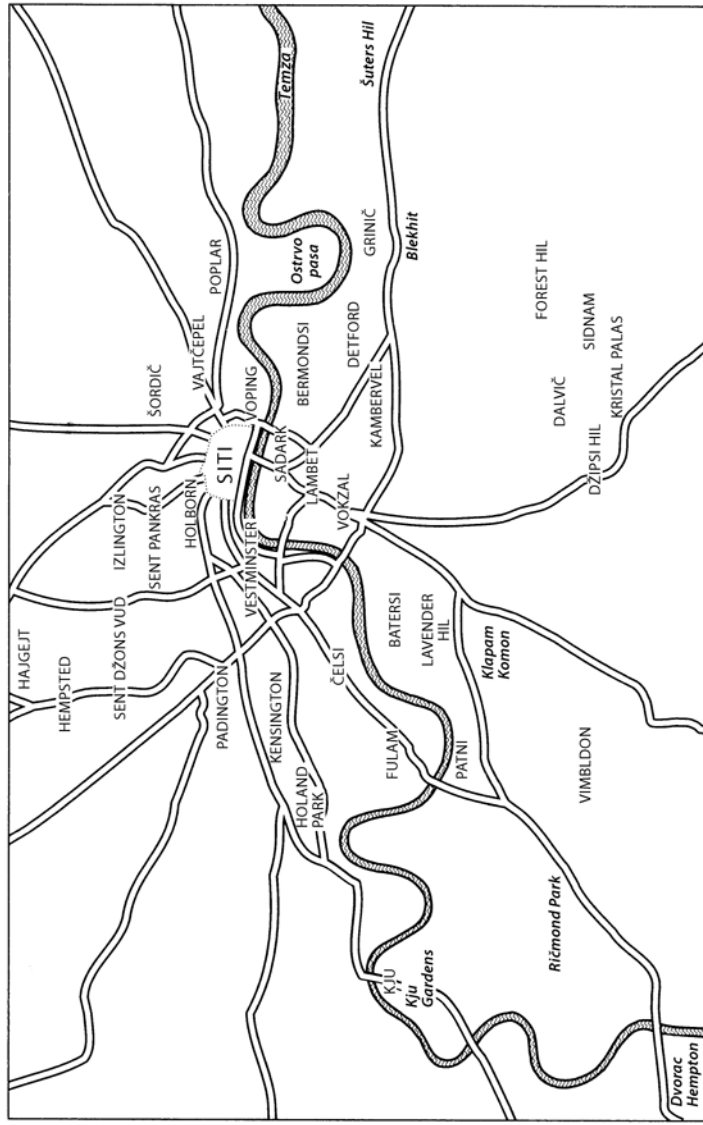 HAJGEJT
HEMPSTED
SENT DŽONS VUD
IZLINGTON
SENT PANKRAS
ŠORDIČ
VAJTČEPEL
POPLAR
HOLBORN
SITI
PADINGTON
VESTMINSTER
VOPING
KENSINGTON
SADARK
Temza
HOLAND
PARK
LAMBET
BERMONDSI
Ostrvo
pasa
ČELSI
VOKZAL
DETFORD
GRINIČ
Šuters Hil
KAMBERVEL
Blekhit
KJU
Kju
Gardens
FULAM
BATERSI
LAVENDER
HIL
PATNI
Klapam
Komon
Ričmond Park
VIMBLDON
DALVIČ
FOREST HIL
SIDNAM
DŽIPSI HIL
KRISTAL PALAS
Dvorac
Hempton